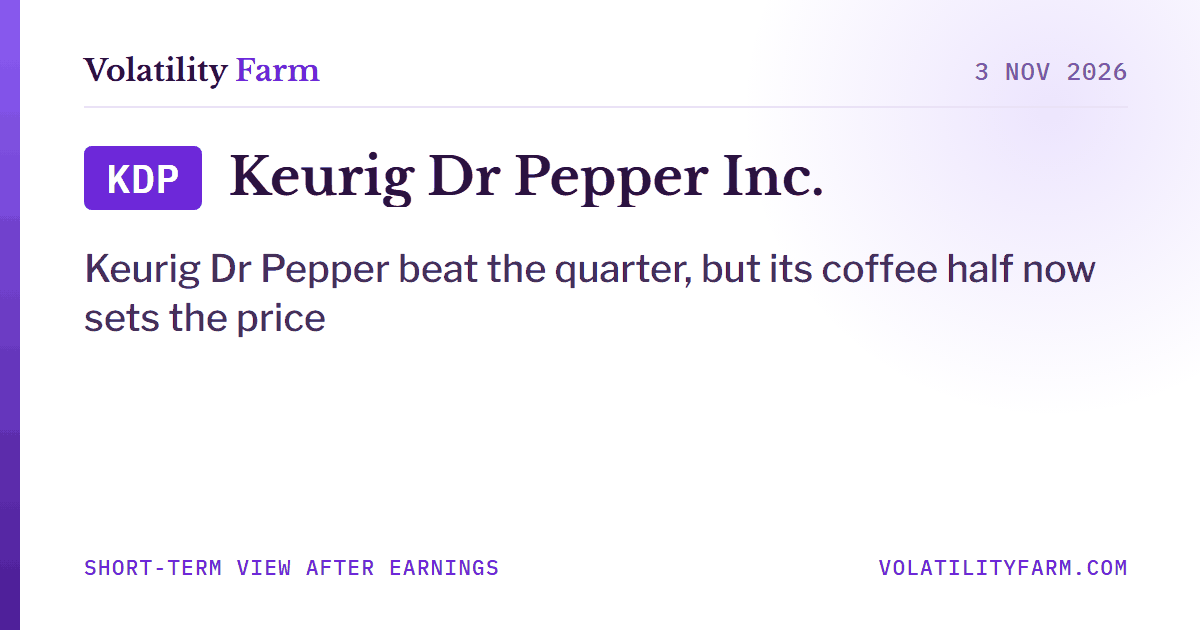 Volatility Farm
3 NOV 2026
KDP
Keurig Dr Pepper Inc.
Keurig Dr Pepper beat the quarter, but its coffee half now
sets the price
SHORT-TERM VIEW AFTER EARNINGS
VOLATILITYFARM.COM